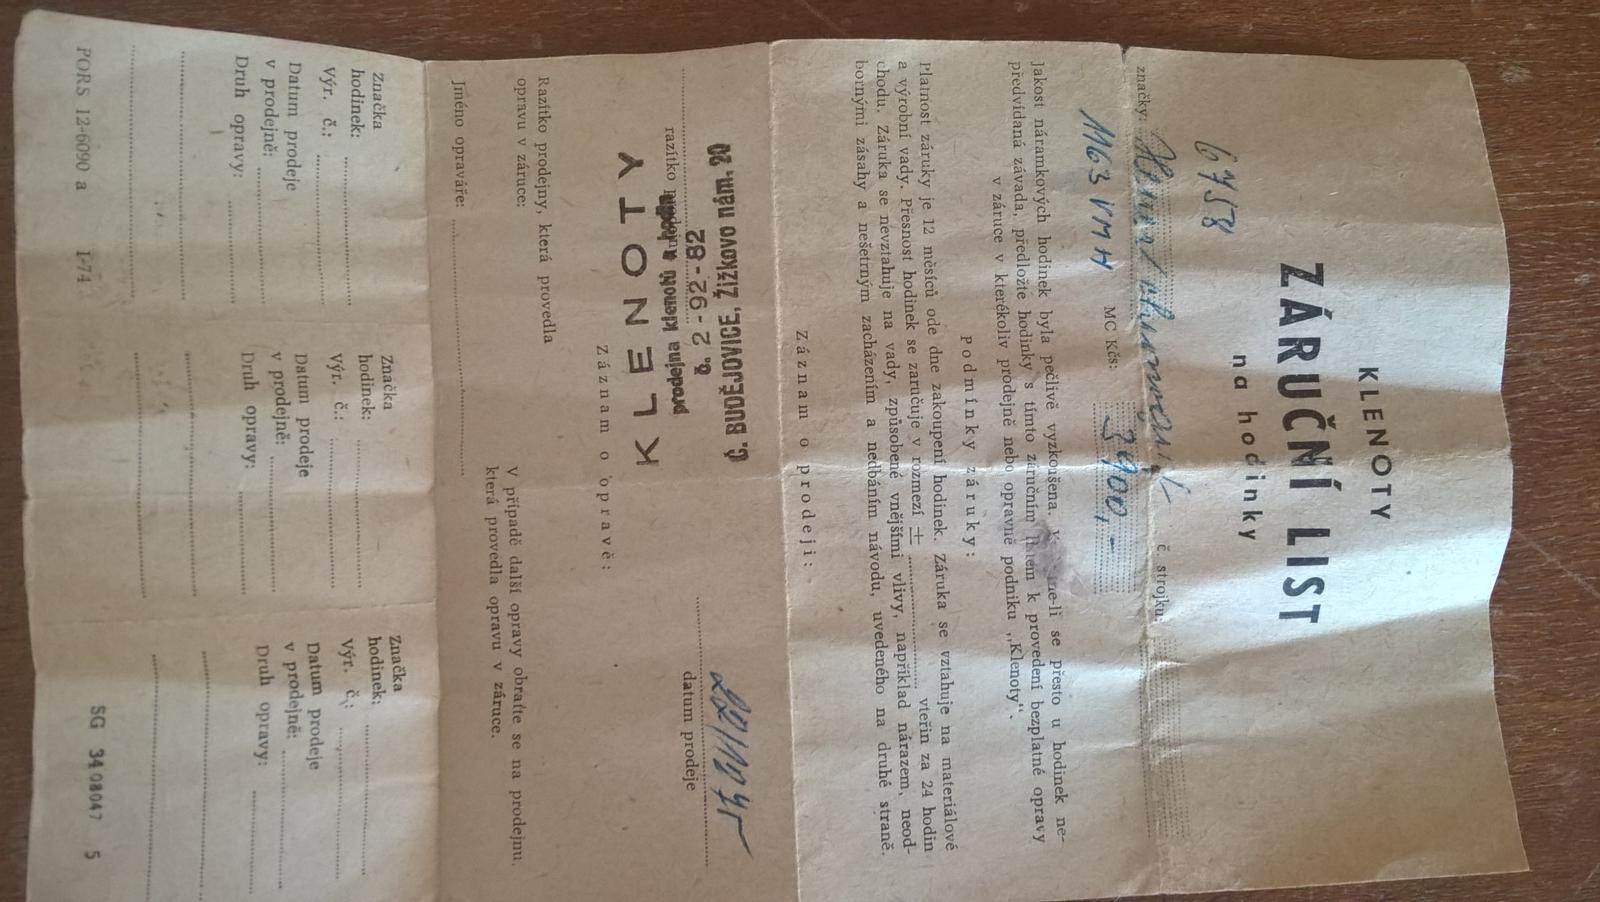 KLENOTY
ZÁRUČNÍ LIST
na hodinky
6758
značky:
č. strojku:
1163 VMH
MC Kčs:
3900,-
Jakost náramkových hodinek byla pečlivě vyzkoušena. se přesto u hodinek ne-
předvídaná závada, předložte hodinky s tímto záručním listem k provedení bezplatné opravy
v záruce v kterékoliv prodejně nebo opravně podniku „Klenoty“.
podmínky záruky:
Platnost záruky je 12 měsíců ode dne zakoupení hodinek. Záruka se vztahuje na materiálové
a výrobní vady. Přesnost hodinek se zaručuje v rozmezí ± .......... vteřin za 24 hodin
chodu. Záruka se nevztahuje na vady, způsobené vnějšími vlivy, například nárazem, neod-
bornými zásahy a nešetrným zacházením a nedbáním návodu, uvedeného na druhé straně.
Záznam o prodeji:
Č. BUDĚJOVICE, Žižkovo nám. 20
č. 2-92-82
prodejna klenotů a hodin
razítko prodejny
KLENOTY
datum prodeje
Záznam o opravě:
Razítko prodejny, která provedla
opravu v záruce:
V případě další opravy obraťte se na prodejnu,
která provedla opravu v záruce.
Jméno opraváře:
Značka
hodinek:
Výr. č.:
Datum prodeje
v prodejně:
Druh opravy:
Značka
hodinek:
Výr. č.:
Datum prodeje
v prodejně:
Druh opravy:
Značka
hodinek:
Výr. č.:
Datum prodeje
v prodejně:
Druh opravy:
PORS 12-6090 a 1-74
SG 3408047 5